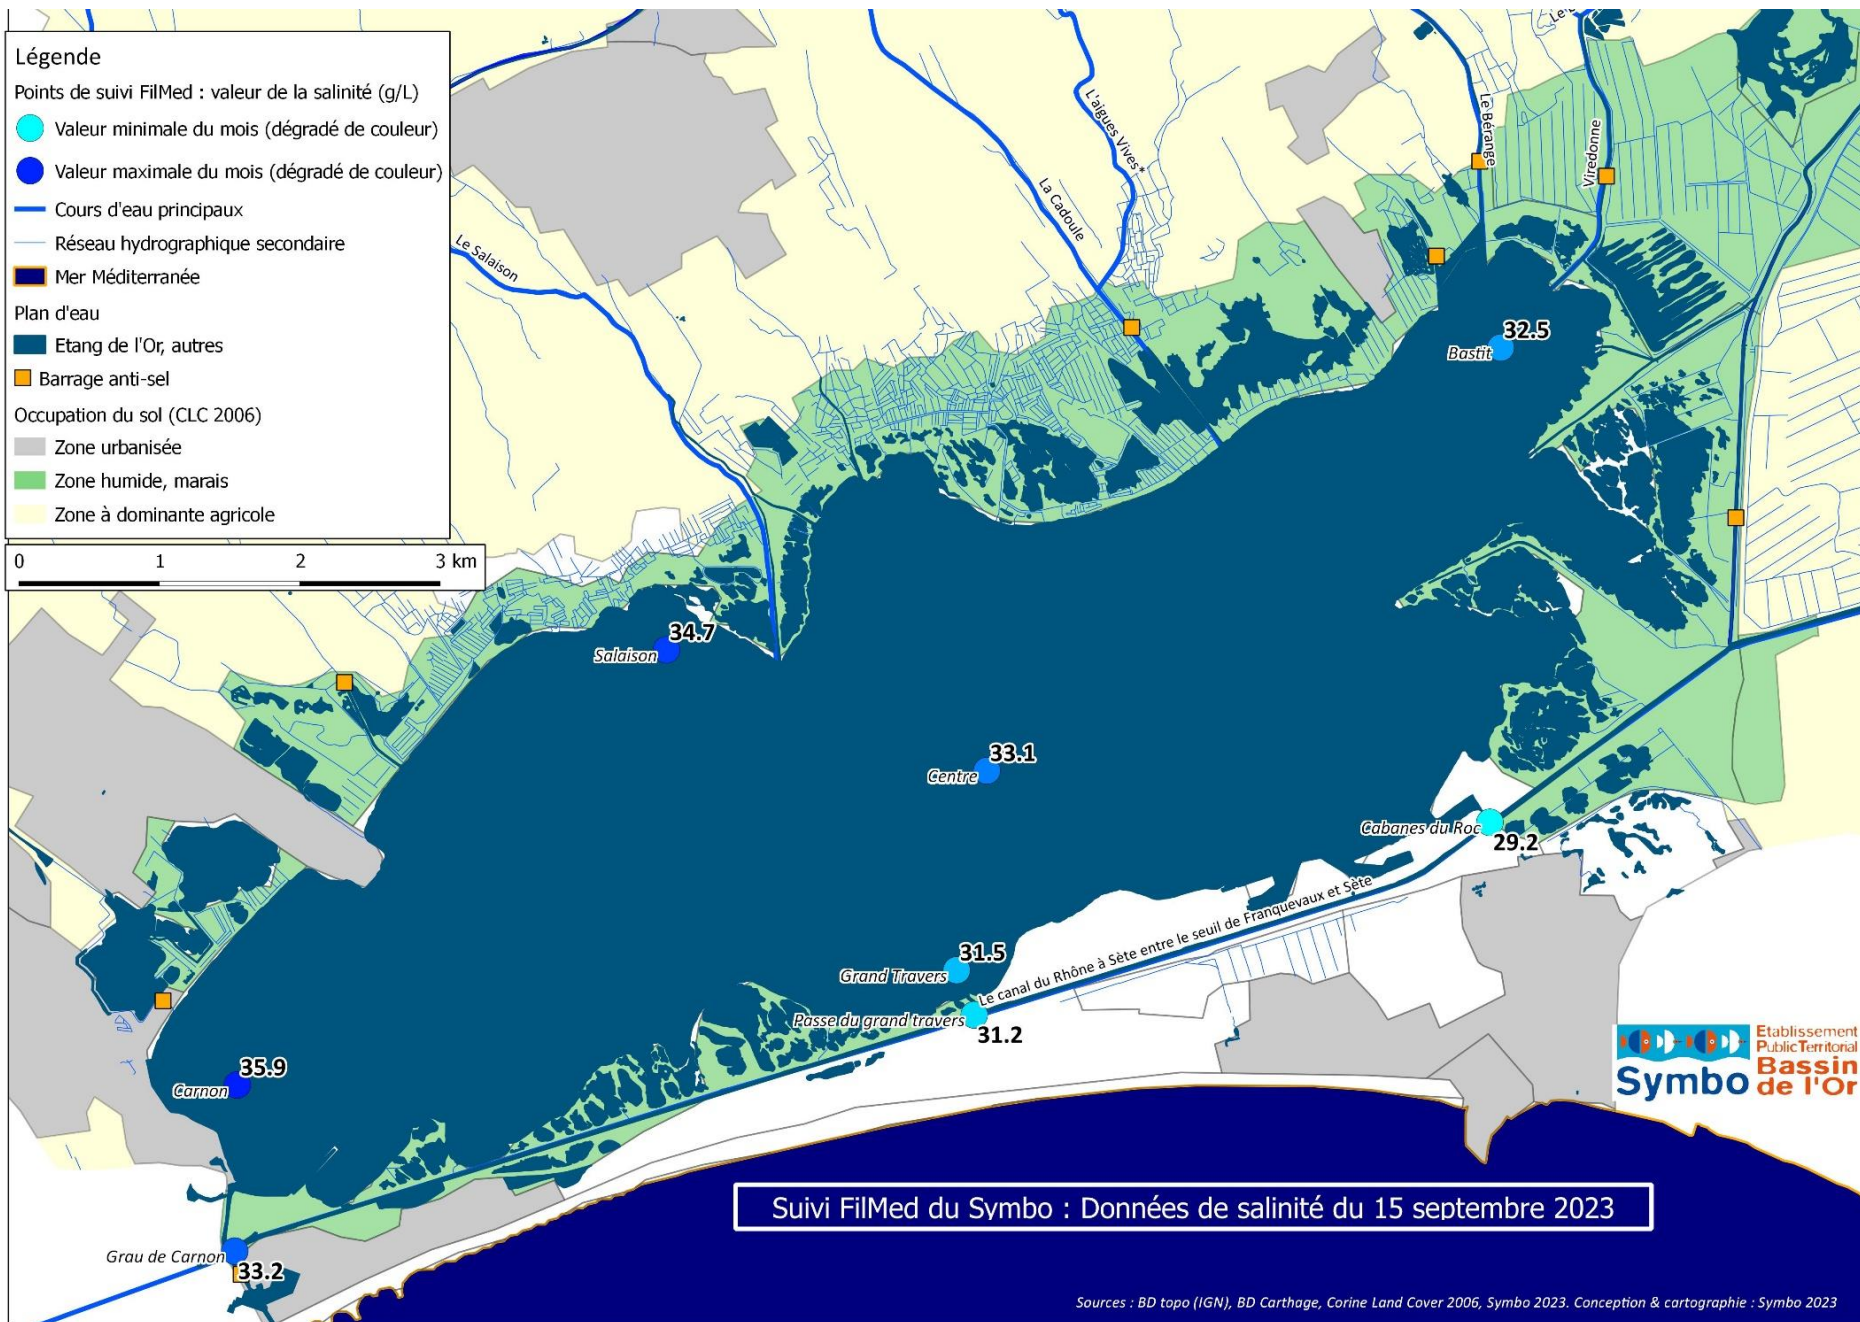 Légende
Points de suivi FilMed : valeur de la salinité (g/L)
Valeur minimale du mois (dégradé de couleur)
Valeur maximale du mois (dégradé de couleur)
Cours d'eau principaux
Réseau hydrographique secondaire
Mer Méditerranée
Plan d'eau
Etang de l'Or, autres
Barrage anti-sel
Occupation du sol (CLC 2006)
Zone urbanisée
Zone humide, marais
Zone à dominante agricole
0 1 2 3 km
Le Salaison
La Cadoule
L'aigues Vives*
Le Bérange
Viredonne
32.5
Bastit
34.7
Salaison
33.1
Centre
Cabanes du Roc
29.2
Le canal du Rhône à Sète entre le seuil de Franquevaux et Sète
31.5
Grand Travers
Passe du grand travers
31.2
35.9
Carnon
Grau de Carnon
33.2
Symbo
Etablissement
Public Territorial
Bassin
de l'Or
Suivi FilMed du Symbo : Données de salinité du 15 septembre 2023
Sources : BD topo (IGN), BD Carthage, Corine Land Cover 2006, Symbo 2023. Conception & cartographie : Symbo 2023